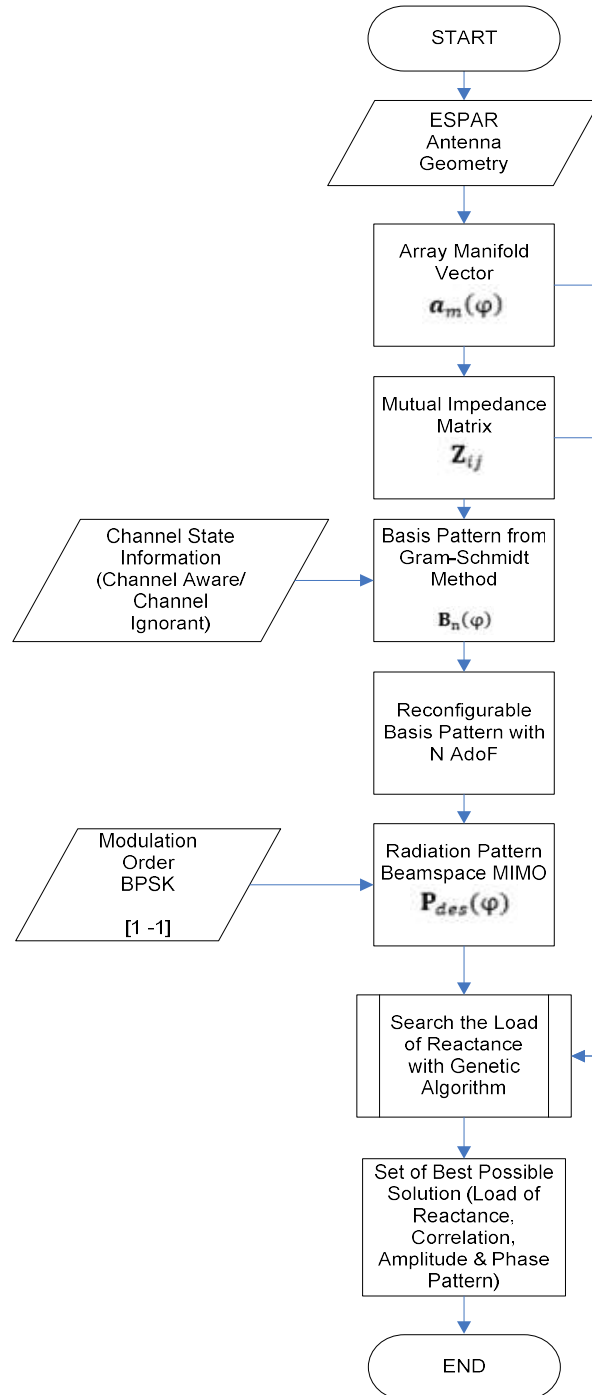 START
ESPAR
Antenna
Geometry
Array Manifold
Vector
𝒂ₘ(φ)
Mutual Impedance
Matrix
𝐙ᵢⱼ
Channel State
Information
(Channel Aware/
Channel
Ignorant)
Basis Pattern from
Gram-Schmidt
Method
𝐁ₙ(φ)
Reconfigurable
Basis Pattern with
N AdoF
Modulation
Order
BPSK
[1 -1]
Radiation Pattern
Beamspace MIMO
𝐏_des(φ)
Search the Load
of Reactance
with Genetic
Algorithm
Set of Best Possible
Solution (Load of
Reactance,
Correlation,
Amplitude & Phase
Pattern)
END